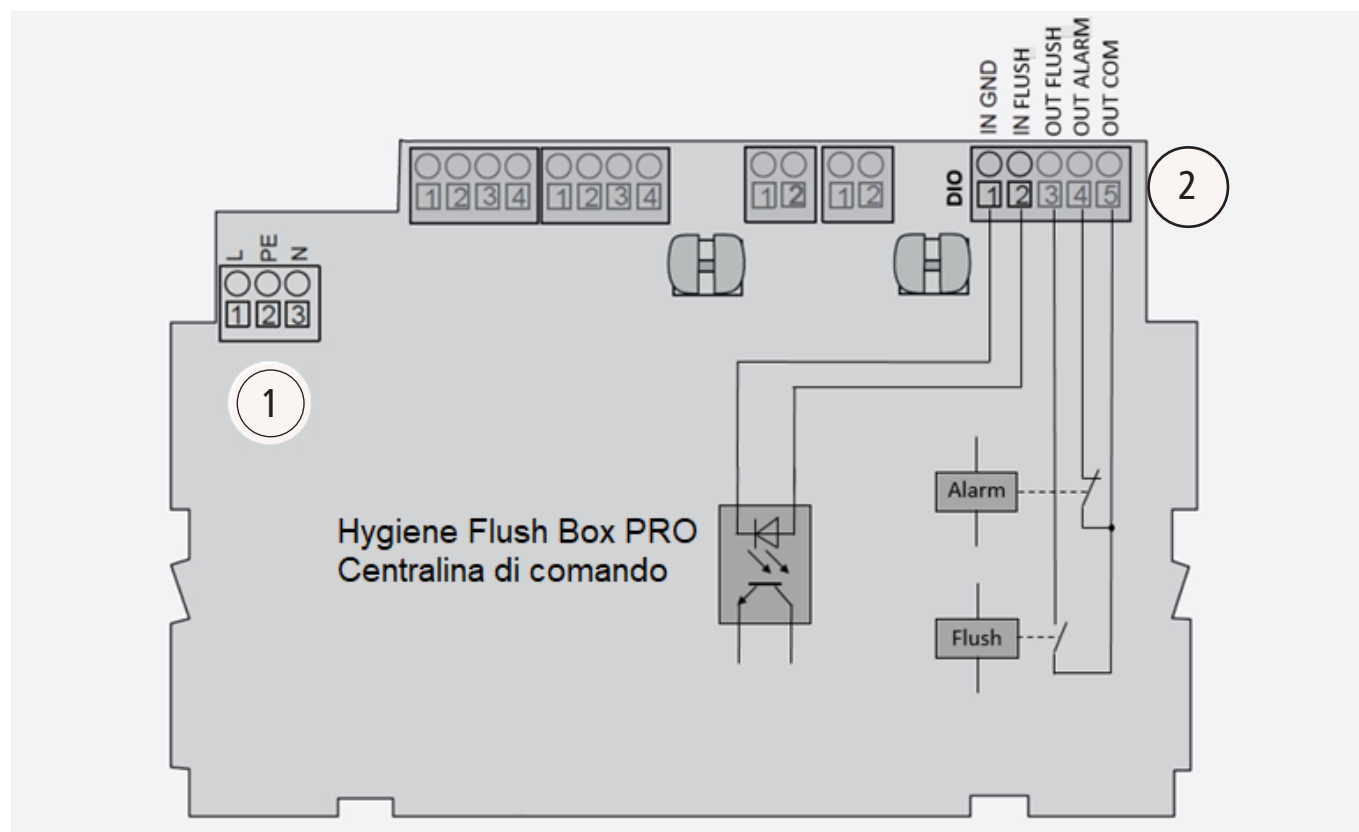 IN GND
IN FLUSH
OUT FLUSH
OUT ALARM
OUT COM
1 2 3 4 1 2 3 4 1 2 1 2 DIO 1 2 3 4 5
2
L PE N
1 2 3
1
Alarm
Hygiene Flush Box PRO
Centralina di comando
Flush